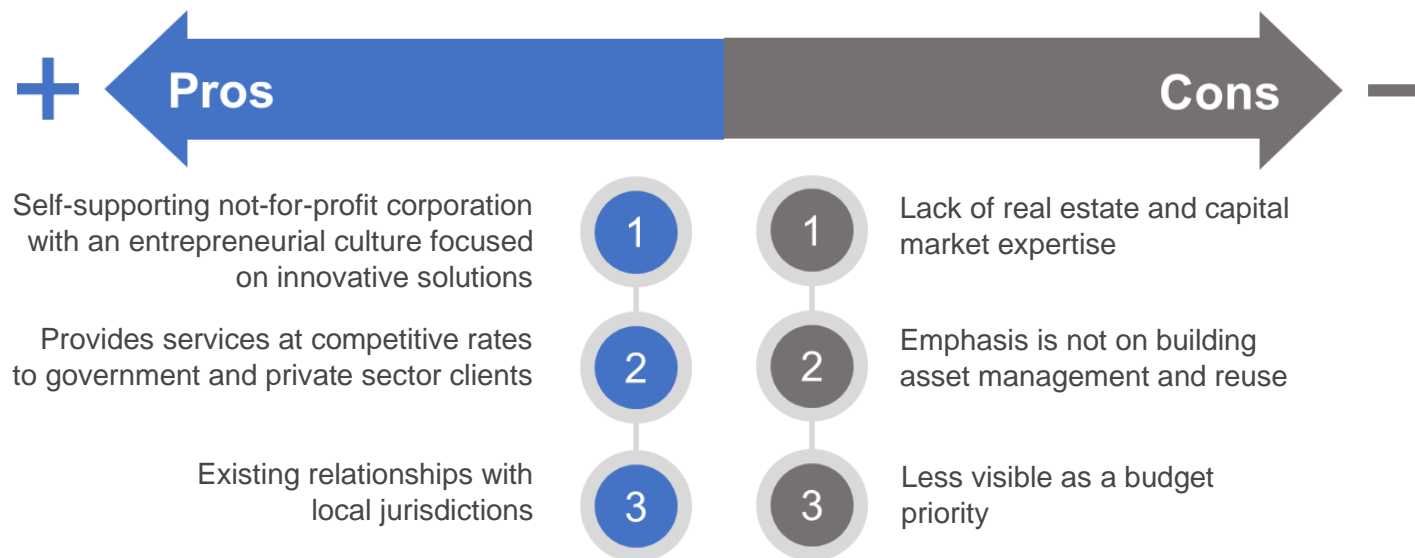 +
Pros
Cons
−
Self-supporting not-for-profit corporation
with an entrepreneurial culture focused
on innovative solutions
1
1
Lack of real estate and capital
market expertise
Provides services at competitive rates
to government and private sector clients
2
2
Emphasis is not on building
asset management and reuse
Existing relationships with
local jurisdictions
3
3
Less visible as a budget
priority